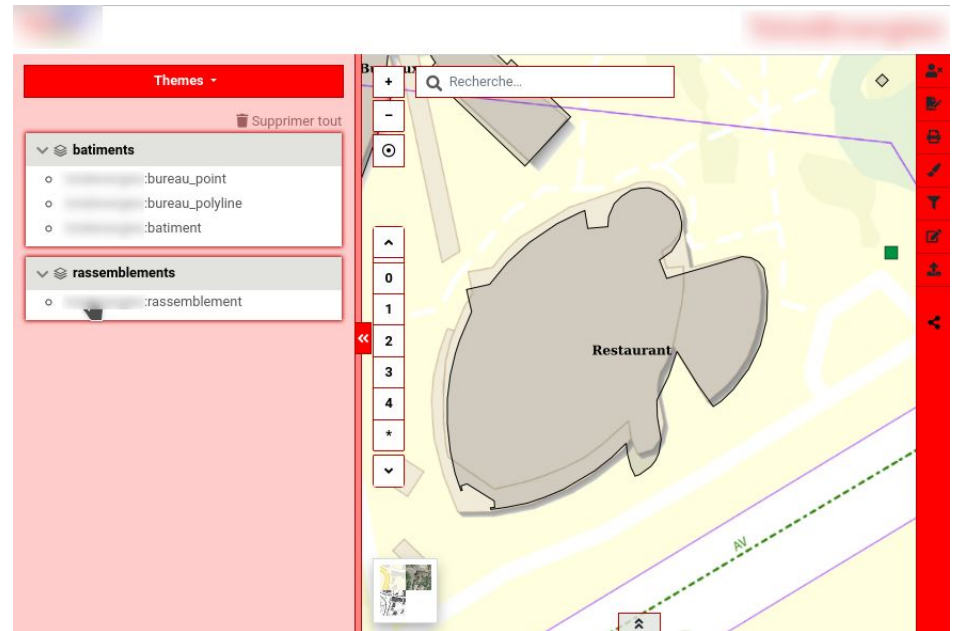 Themes
Supprimer tout
batiments
:bureau_point
:bureau_polyline
:batiment
rassemblements
:rassemblement
+
Recherche...
-
0
1
2
3
4
*
Restaurant
AV